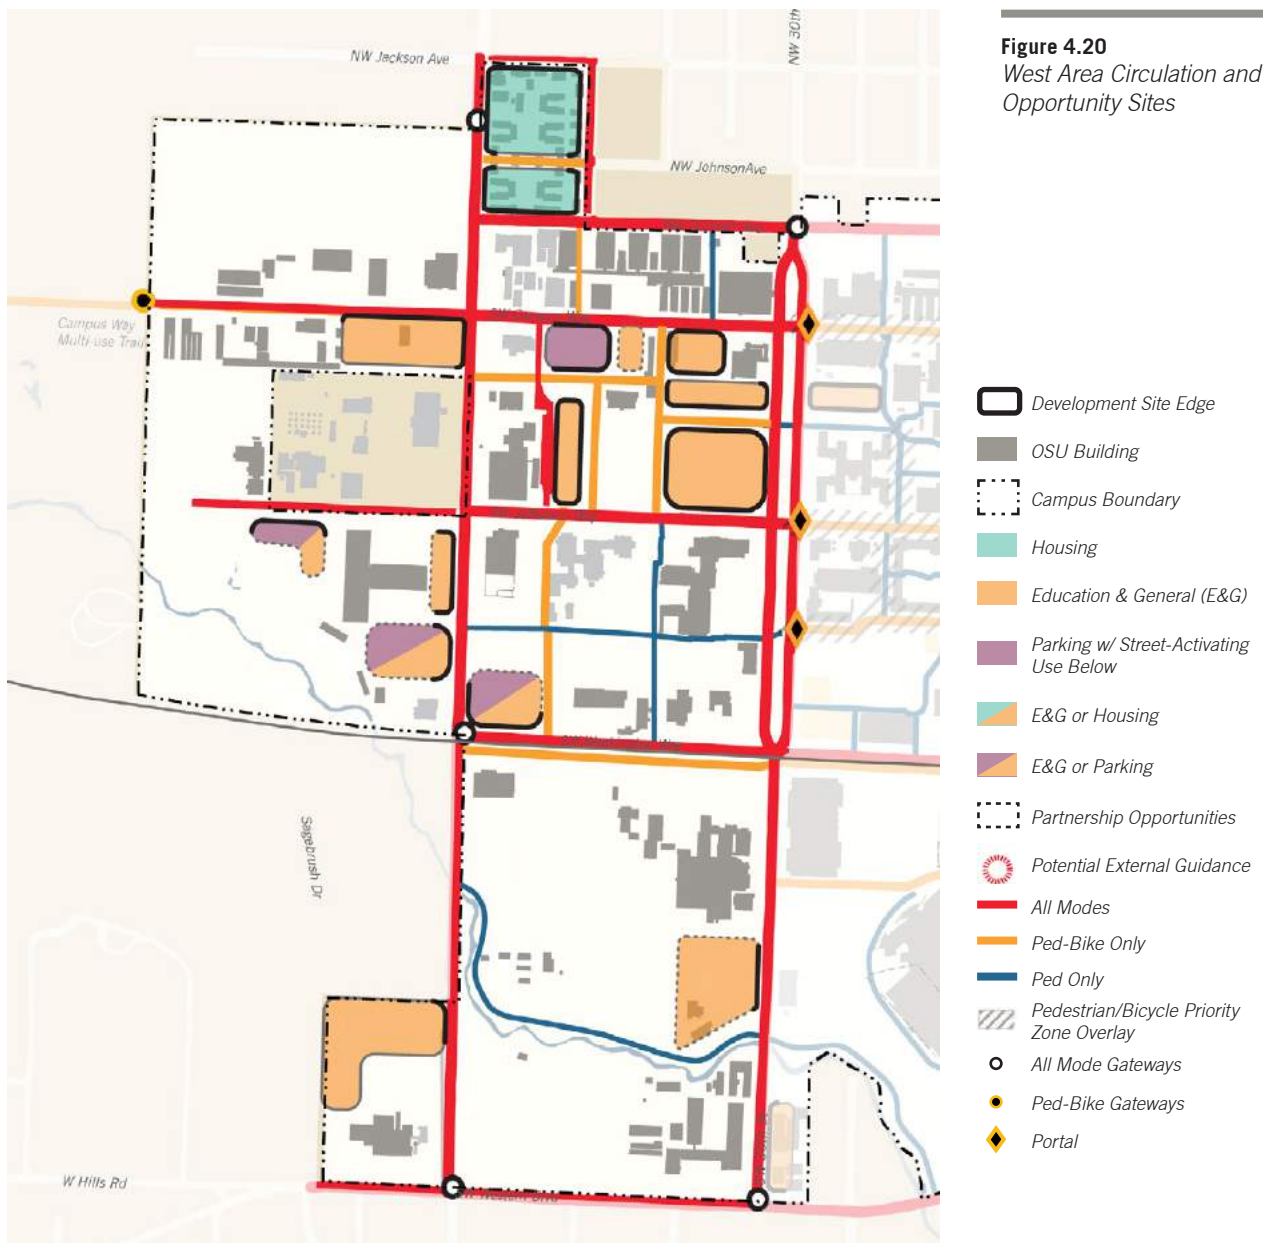 Figure 4.20
West Area Circulation and
Opportunity Sites
NW Jackson Ave
NW 30th
NW JohnsonAve
Campus Way
Multi-use Trail
Sagebrush Dr
W Hills Rd
Development Site Edge
OSU Building
Campus Boundary
Housing
Education & General (E&G)
Parking w/ Street-Activating
Use Below
E&G or Housing
E&G or Parking
Partnership Opportunities
Potential External Guidance
All Modes
Ped-Bike Only
Ped Only
Pedestrian/Bicycle Priority
Zone Overlay
All Mode Gateways
Ped-Bike Gateways
Portal